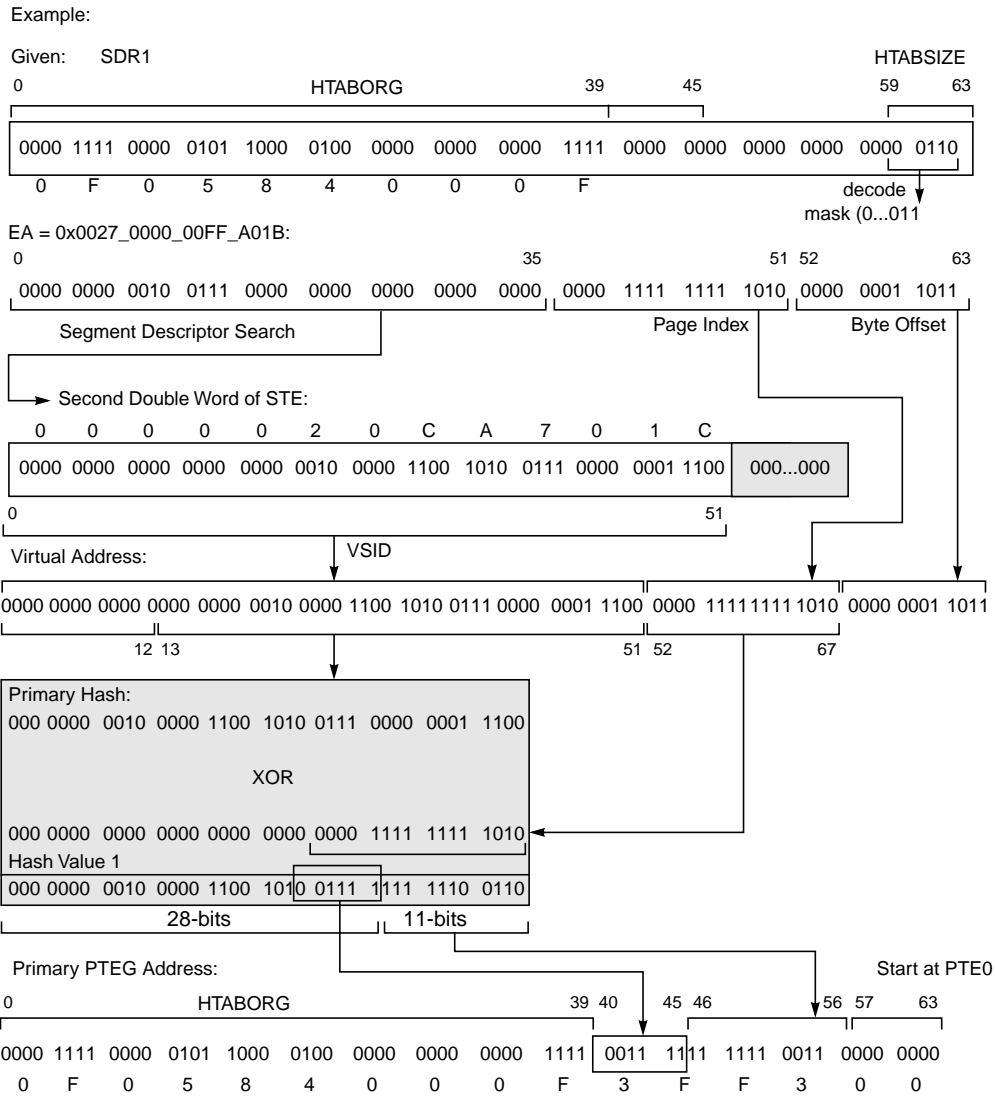 Example:
Given: SDR1 HTABSIZE
0 HTABORG 39 45 59 63
0000 1111 0000 0101 1000 0100 0000 0000 0000 1111 0000 0000 0000 0000 0000 0110
0 F 0 5 8 4 0 0 0 F
decode
mask (0...011
EA = 0x0027_0000_00FF_A01B:
0 35 51 52 63
0000 0000 0010 0111 0000 0000 0000 0000 0000 0000 1111 1111 1010 0000 0001 1011
Segment Descriptor Search Page Index Byte Offset
Second Double Word of STE:
0 0 0 0 0 2 0 C A 7 0 1 C
0000 0000 0000 0000 0000 0010 0000 1100 1010 0111 0000 0001 1100 000...000
0 51
Virtual Address: VSID
0000 0000 0000 0000 0000 0010 0000 1100 1010 0111 0000 0001 1100 0000 1111 1111 1010 0000 0001 1011
12 13 51 52 67
Primary Hash:
000 0000 0010 0000 1100 1010 0111 0000 0001 1100
XOR
000 0000 0000 0000 0000 0000 0000 1111 1111 1010
Hash Value 1
000 0000 0010 0000 1100 1010 0111 1111 1110 0110
28-bits 11-bits
Primary PTEG Address: Start at PTE0
0 HTABORG 39 40 45 46 56 57 63
0000 1111 0000 0101 1000 0100 0000 0000 0000 1111 0011 1111 1111 0011 0000 0000
0 F 0 5 8 4 0 0 0 F 3 F F 3 0 0